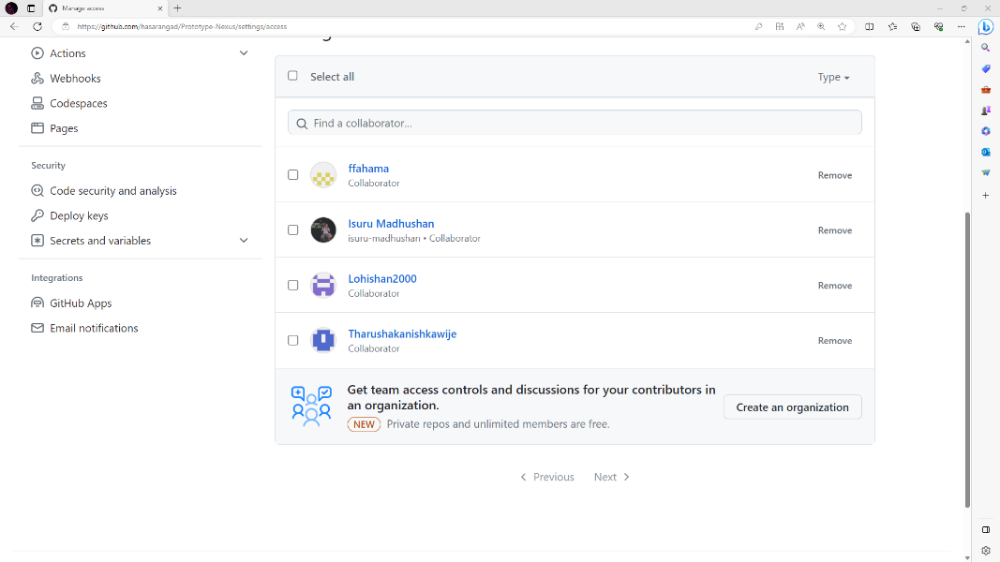 Manage access
https://github.com/hasarangad/Prototype-Nexus/settings/access
Actions
Webhooks
Codespaces
Pages
Security
Code security and analysis
Deploy keys
Secrets and variables
Integrations
GitHub Apps
Email notifications
Select all
Type
Find a collaborator...
ffahama
Collaborator
Remove
Isuru Madhushan
isuru-madhushan • Collaborator
Remove
Lohishan2000
Collaborator
Remove
Tharushakanishkawije
Collaborator
Remove
Get team access controls and discussions for your contributors in
an organization.
NEW Private repos and unlimited members are free.
Create an organization
Previous Next